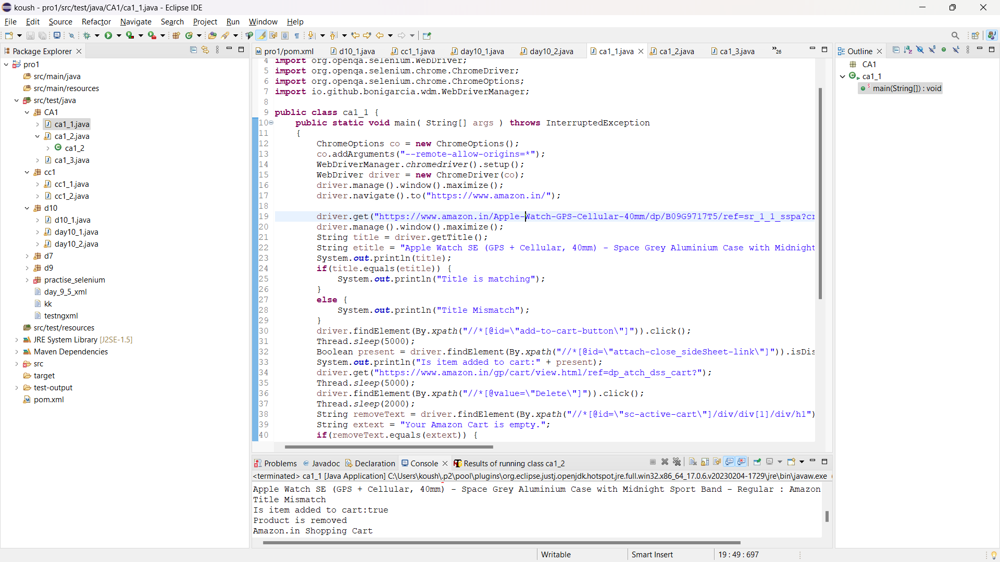 koush - pro1/src/test/java/CA1/ca1_1.java - Eclipse IDE
File Edit Source Refactor Navigate Search Project Run Window Help
Package Explorer
pro1
src/main/java
src/main/resources
src/test/java
CA1
ca1_1.java
ca1_2.java
ca1_2
ca1_3.java
cc1
cc1_1.java
cc1_2.java
d10
d10_1.java
day10_1.java
day10_2.java
d7
d9
practise_selenium
day_9_5_xml
kk
testngxml
src/test/resources
JRE System Library [J2SE-1.5]
Maven Dependencies
src
target
test-output
pom.xml
pro1/pom.xml d10_1.java cc1_1.java day10_1.java day10_2.java ca1_1.java ca1_2.java ca1_3.java »26
4 import org.openqa.selenium.WebDriver;
5 import org.openqa.selenium.chrome.ChromeDriver;
6 import org.openqa.selenium.chrome.ChromeOptions;
7 import io.github.bonigarcia.wdm.WebDriverManager;
8
9 public class ca1_1 {
10 public static void main( String[] args ) throws InterruptedException
11 {
12 ChromeOptions co = new ChromeOptions();
13 co.addArguments("--remote-allow-origins=*");
14 WebDriverManager.chromedriver().setup();
15 WebDriver driver = new ChromeDriver(co);
16 driver.manage().window().maximize();
17 driver.navigate().to("https://www.amazon.in/");
18
19 driver.get("https://www.amazon.in/Apple-Watch-GPS-Cellular-40mm/dp/B09G9717T5/ref=sr_1_1_sspa?cr
20 driver.manage().window().maximize();
21 String title = driver.getTitle();
22 String etitle = "Apple Watch SE (GPS + Cellular, 40mm) - Space Grey Aluminium Case with Midnight
23 System.out.println(title);
24 if(title.equals(etitle)) {
25 System.out.println("Title is matching");
26 }
27 else {
28 System.out.println("Title Mismatch");
29 }
30 driver.findElement(By.xpath("//*[@id=\"add-to-cart-button\"]")).click();
31 Thread.sleep(5000);
32 Boolean present = driver.findElement(By.xpath("//*[@id=\"attach-close_sideSheet-link\"]")).isDis
33 System.out.println("Is item added to cart:" + present);
34 driver.get("https://www.amazon.in/gp/cart/view.html/ref=dp_atch_dss_cart?");
35 Thread.sleep(5000);
36 driver.findElement(By.xpath("//*[@value=\"Delete\"]")).click();
37 Thread.sleep(2000);
38 String removeText = driver.findElement(By.xpath("//*[@id=\"sc-active-cart\"]/div/div[1]/div/h1")
39 String extext = "Your Amazon Cart is empty.";
40 if(removeText.equals(extext)) {
Outline
CA1
ca1_1
main(String[]) : void
Problems @ Javadoc Declaration Console Results of running class ca1_2
<terminated> ca1_1 [Java Application] C:\Users\koush\.p2\pool\plugins\org.eclipse.justj.openjdk.hotspot.jre.full.win32.x86_64_17.0.6.v20230204-1729\jre\bin\javaw.exe (
Apple Watch SE (GPS + Cellular, 40mm) - Space Grey Aluminium Case with Midnight Sport Band - Regular : Amazon
Title Mismatch
Is item added to cart:true
Product is removed
Amazon.in Shopping Cart
Writable Smart Insert 19 : 49 : 697